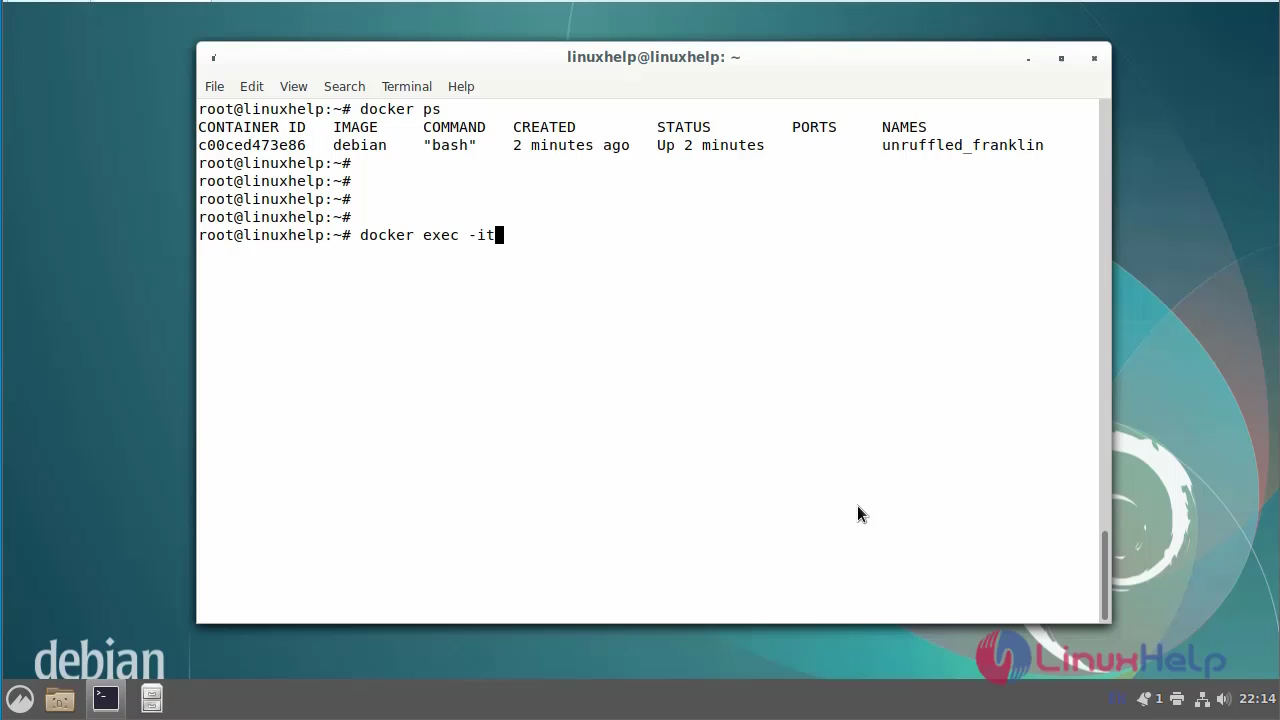 linuxhelp@linuxhelp: ~
File Edit View Search Terminal Help
root@linuxhelp:~# docker ps
CONTAINER ID IMAGE COMMAND CREATED STATUS PORTS NAMES
c00ced473e86 debian "bash" 2 minutes ago Up 2 minutes unruffled_franklin
root@linuxhelp:~#
root@linuxhelp:~#
root@linuxhelp:~#
root@linuxhelp:~#
root@linuxhelp:~# docker exec -it
debian
LinuxHelp
EN 1 22:14